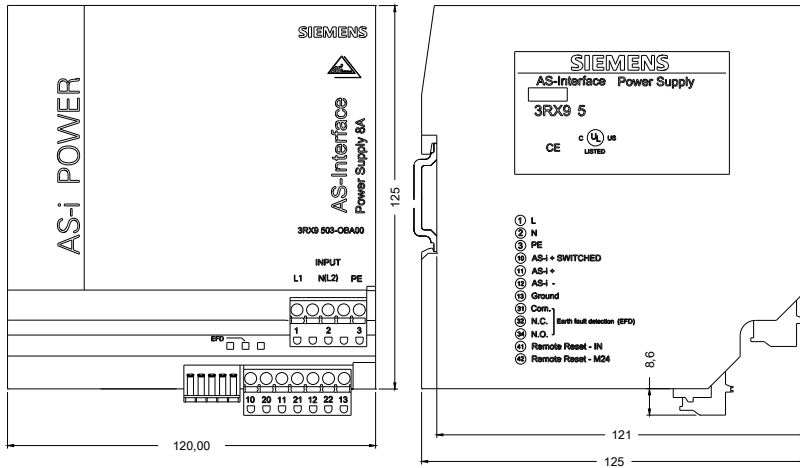 SIEMENS
AS-i POWER
AS-Interface
Power Supply 8A
3RX9 503-0BA00
INPUT
L1 N(L2) PE
1 2 3
EFD
10 20 11 21 12 22 13
120,00
125
SIEMENS
AS-Interface Power Supply
3RX9 5
CE
C UL US
LISTED
1 L
2 N
3 PE
10 AS-i + SWITCHED
11 AS-i +
12 AS-i -
13 Ground
31 Com.
32 N.C. Earth fault detection (EFD)
34 N.O.
41 Remote Reset - IN
42 Remote Reset - M24
8,6
121
125